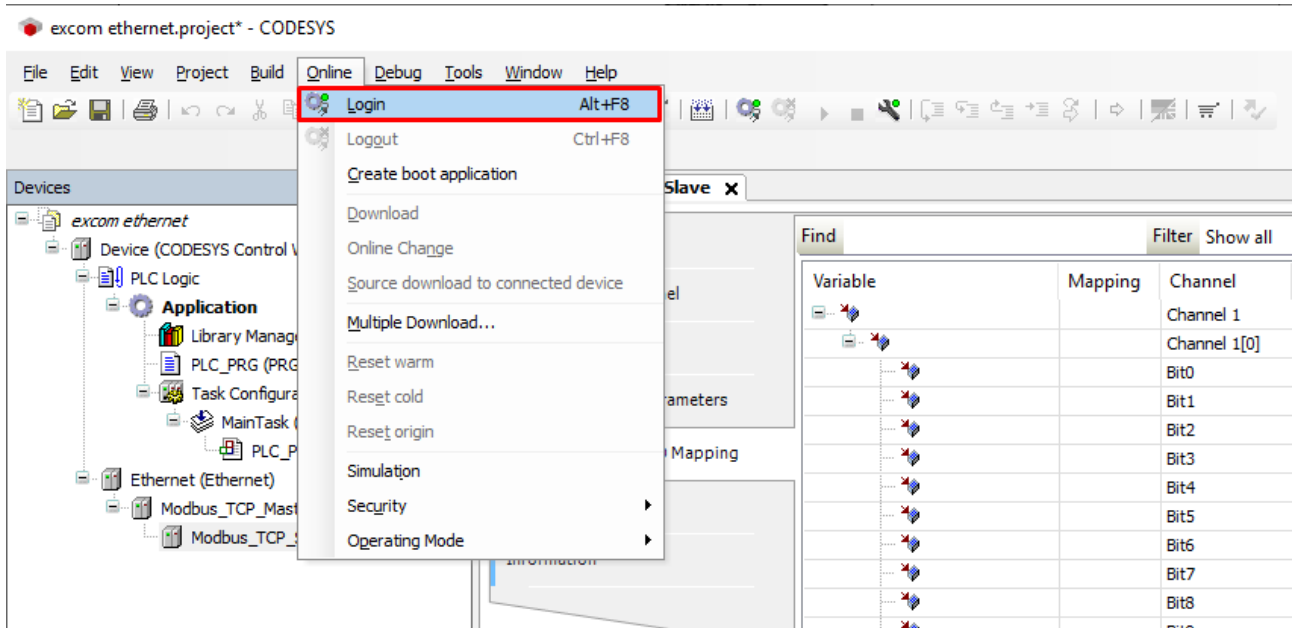 excom ethernet.project* - CODESYS
File Edit View Project Build Online Debug Tools Window Help
Login Alt+F8
Logout Ctrl+F8
Create boot application
Download
Online Change
Source download to connected device
Multiple Download...
Reset warm
Reset cold
Reset origin
Simulation
Security
Operating Mode
Devices
excom ethernet
Device (CODESYS Control
PLC Logic
Application
Library Manag
PLC_PRG (PRG
Task Configura
MainTask (
PLC_P
Ethernet (Ethernet)
Modbus_TCP_Mast
Modbus_TCP_
Slave
el
rameters
Mapping
Information
Find Filter Show all
Variable Mapping Channel
Channel 1
Channel 1[0]
Bit0
Bit1
Bit2
Bit3
Bit4
Bit5
Bit6
Bit7
Bit8